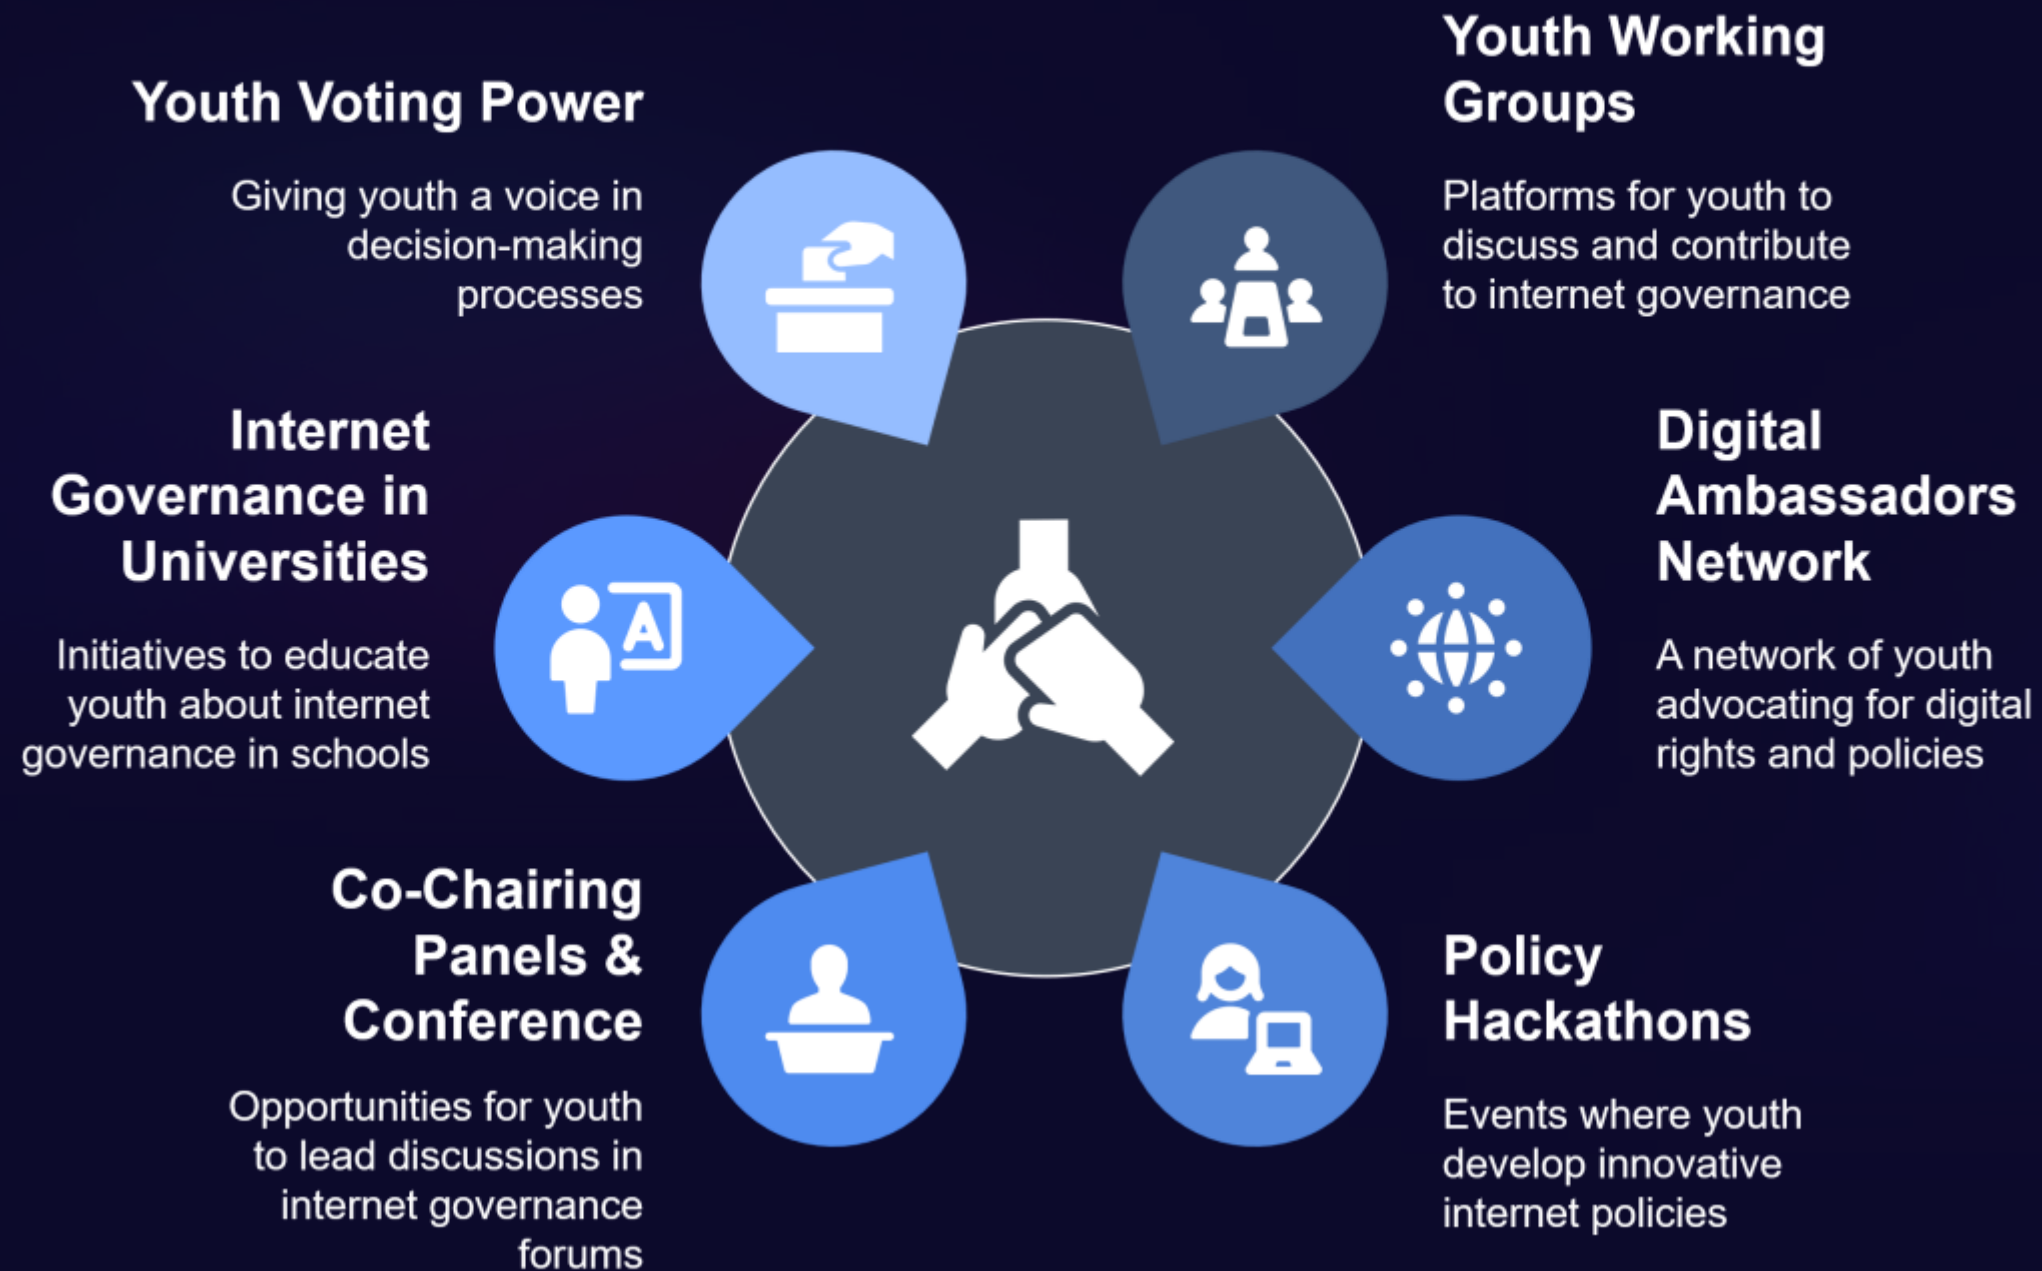 Youth Voting Power
Giving youth a voice in
decision-making
processes
Youth Working
Groups
Platforms for youth to
discuss and contribute
to internet governance
Internet
Governance in
Universities
Initiatives to educate
youth about internet
governance in schools
A
Digital
Ambassadors
Network
A network of youth
advocating for digital
rights and policies
Co-Chairing
Panels &
Conference
Opportunities for youth
to lead discussions in
internet governance
forums
Policy
Hackathons
Events where youth
develop innovative
internet policies